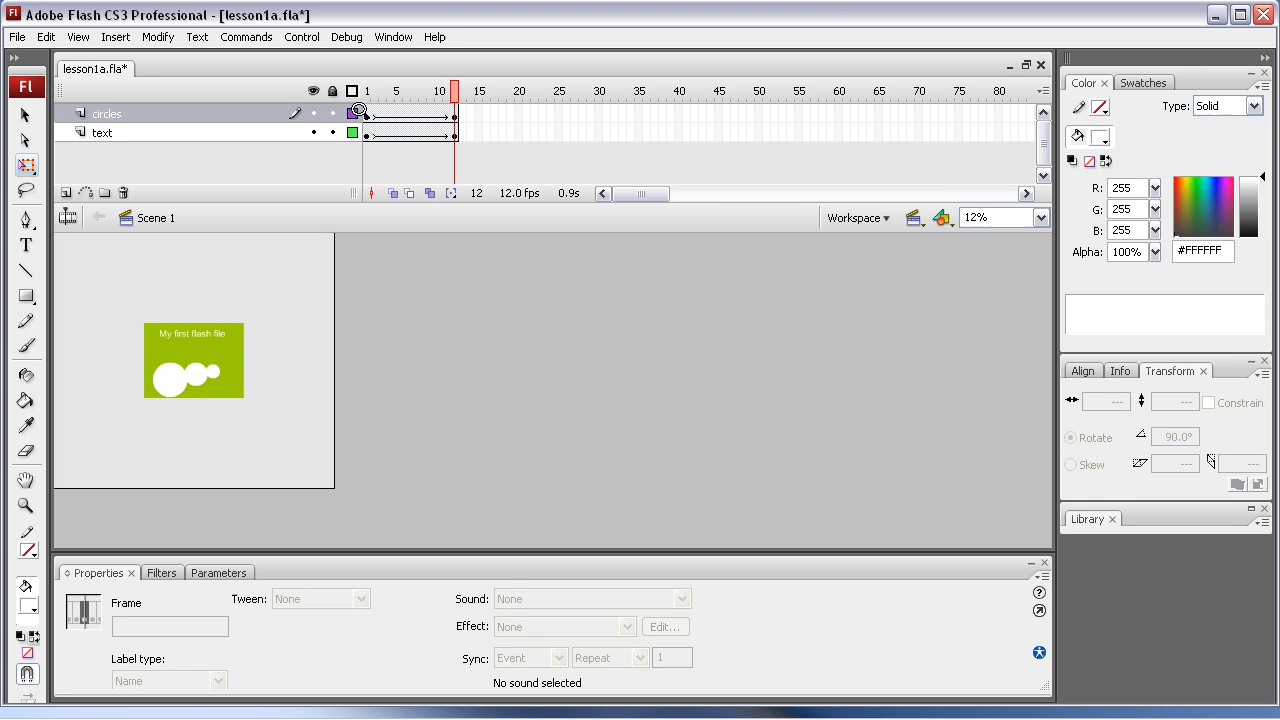 Fl Adobe Flash CS3 Professional - [lesson1a.fla*]
File Edit View Insert Modify Text Commands Control Debug Window Help
lesson1a.fla*
Fl
1 5 10 15 20 25 30 35 40 45 50 55 60 65 70 75 80
circles
text
12 12.0 fps 0.9s
Scene 1 Workspace 12%
My first flash file
Color Swatches
Type: Solid
R: 255
G: 255
B: 255
Alpha: 100% #FFFFFF
Align Info Transform
--- --- Constrain
Rotate 90.0°
Skew --- ---
Library
Properties Filters Parameters
Frame Tween: None Sound: None
Effect: None Edit...
Label type: Sync: Event Repeat 1
Name No sound selected